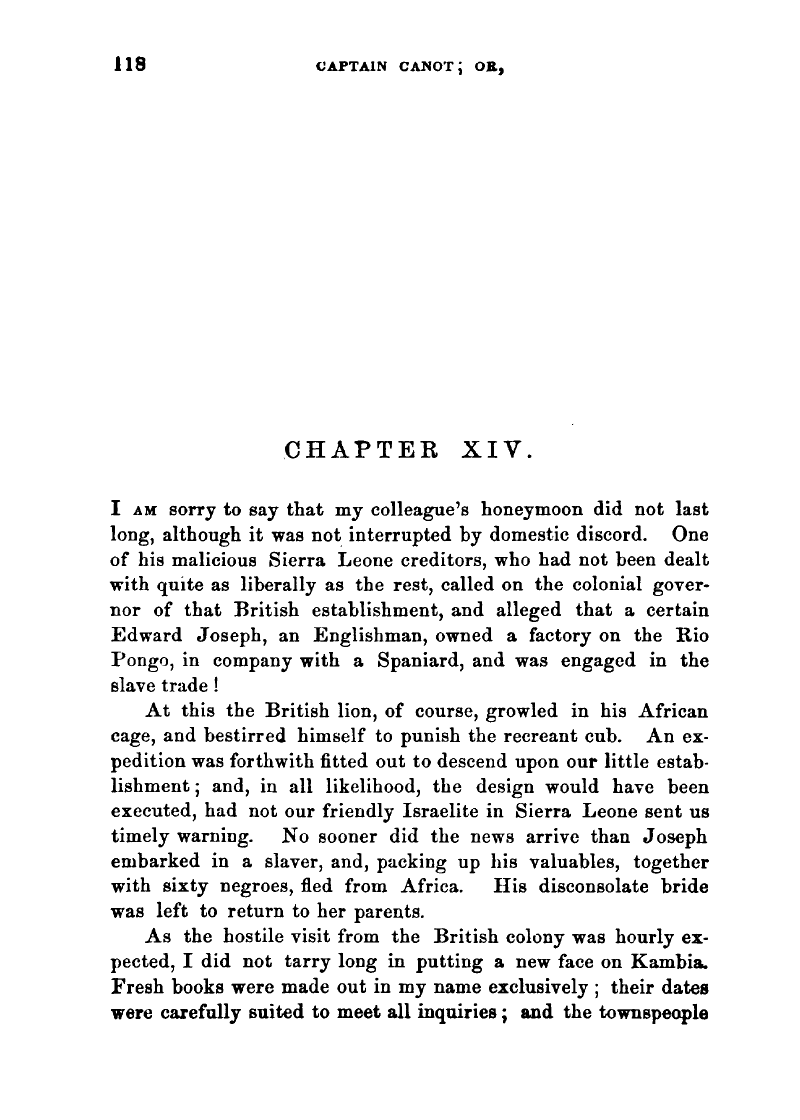 118 CAPTAIN CANOT; OR,
CHAPTER XIV.
I AM sorry to say that my colleague's honeymoon did not last
long, although it was not interrupted by domestic discord. One
of his malicious Sierra Leone creditors, who had not been dealt
with quite as liberally as the rest, called on the colonial gover-
nor of that British establishment, and alleged that a certain
Edward Joseph, an Englishman, owned a factory on the Rio
Pongo, in company with a Spaniard, and was engaged in the
slave trade !
At this the British lion, of course, growled in his African
cage, and bestirred himself to punish the recreant cub. An ex-
pedition was forthwith fitted out to descend upon our little estab-
lishment ; and, in all likelihood, the design would have been
executed, had not our friendly Israelite in Sierra Leone sent us
timely warning. No sooner did the news arrive than Joseph
embarked in a slaver, and, packing up his valuables, together
with sixty negroes, fled from Africa. His disconsolate bride
was left to return to her parents.
As the hostile visit from the British colony was hourly ex-
pected, I did not tarry long in putting a new face on Kambia.
Fresh books were made out in my name exclusively ; their dates
were carefully suited to meet all inquiries ; and the townspeople